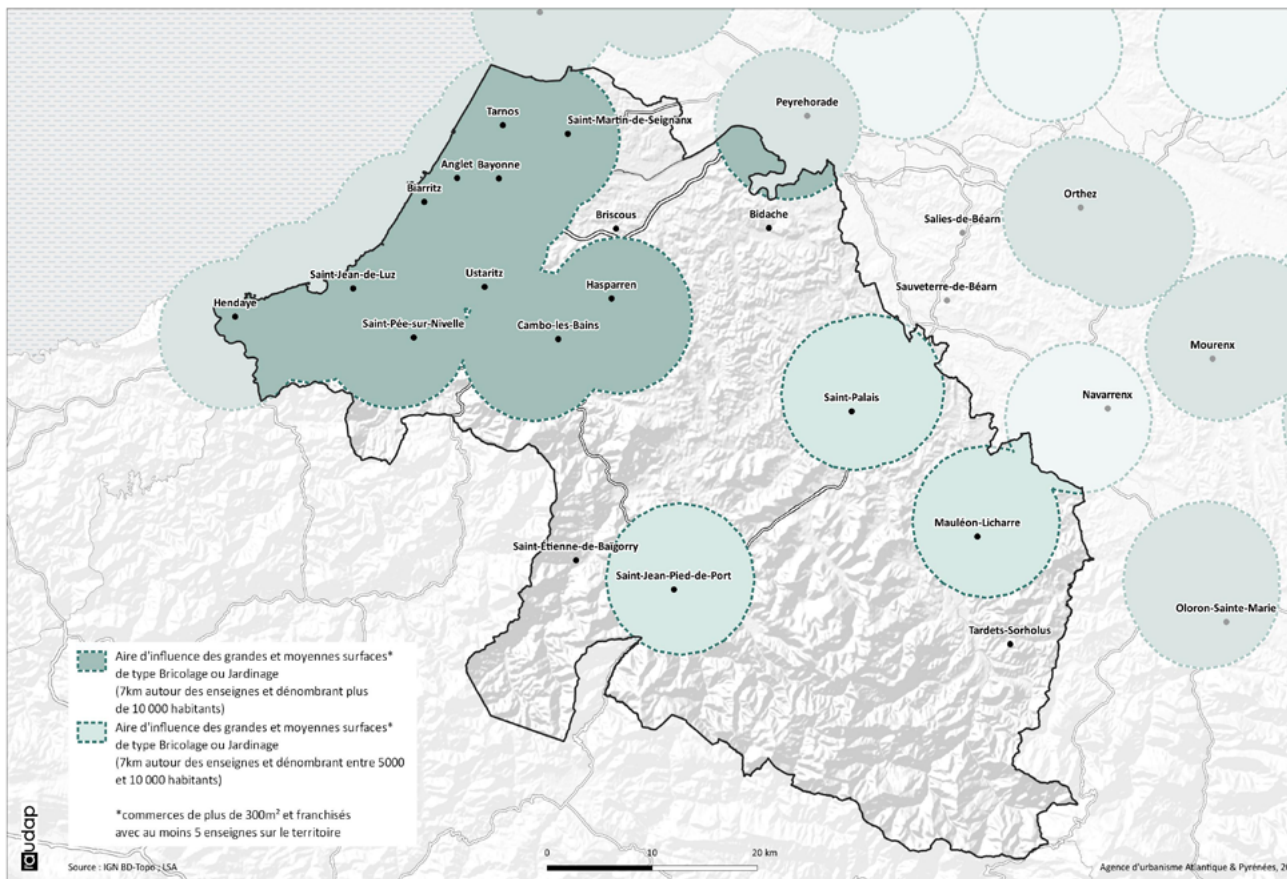 Peyrehorade
Tarnos
Saint-Martin-de-Seignanx
Anglet
Bayonne
Biarritz
Orthez
Briscous
Bidache
Salies-de-Béarn
Saint-Jean-de-Luz
Ustaritz
Hasparren
Sauveterre-de-Béarn
Hendaye
Saint-Pée-sur-Nivelle
Cambo-les-Bains
Mourenx
Saint-Palais
Navarrenx
Mauléon-Licharre
Saint-Étienne-de-Baïgorry
Saint-Jean-Pied-de-Port
Oloron-Sainte-Marie
Tardets-Sorholus
Aire d'influence des grandes et moyennes surfaces*
de type Bricolage ou Jardinage
(7km autour des enseignes et dénombrant plus
de 10 000 habitants)
Aire d'influence des grandes et moyennes surfaces*
de type Bricolage ou Jardinage
(7km autour des enseignes et dénombrant entre 5000
et 10 000 habitants)
*commerces de plus de 300m² et franchisés
avec au moins 5 enseignes sur le territoire
audap
Source : IGN BD-Topo ; LSA
0 10 20 km
Agence d'urbanisme Atlantique & Pyrénées, 20